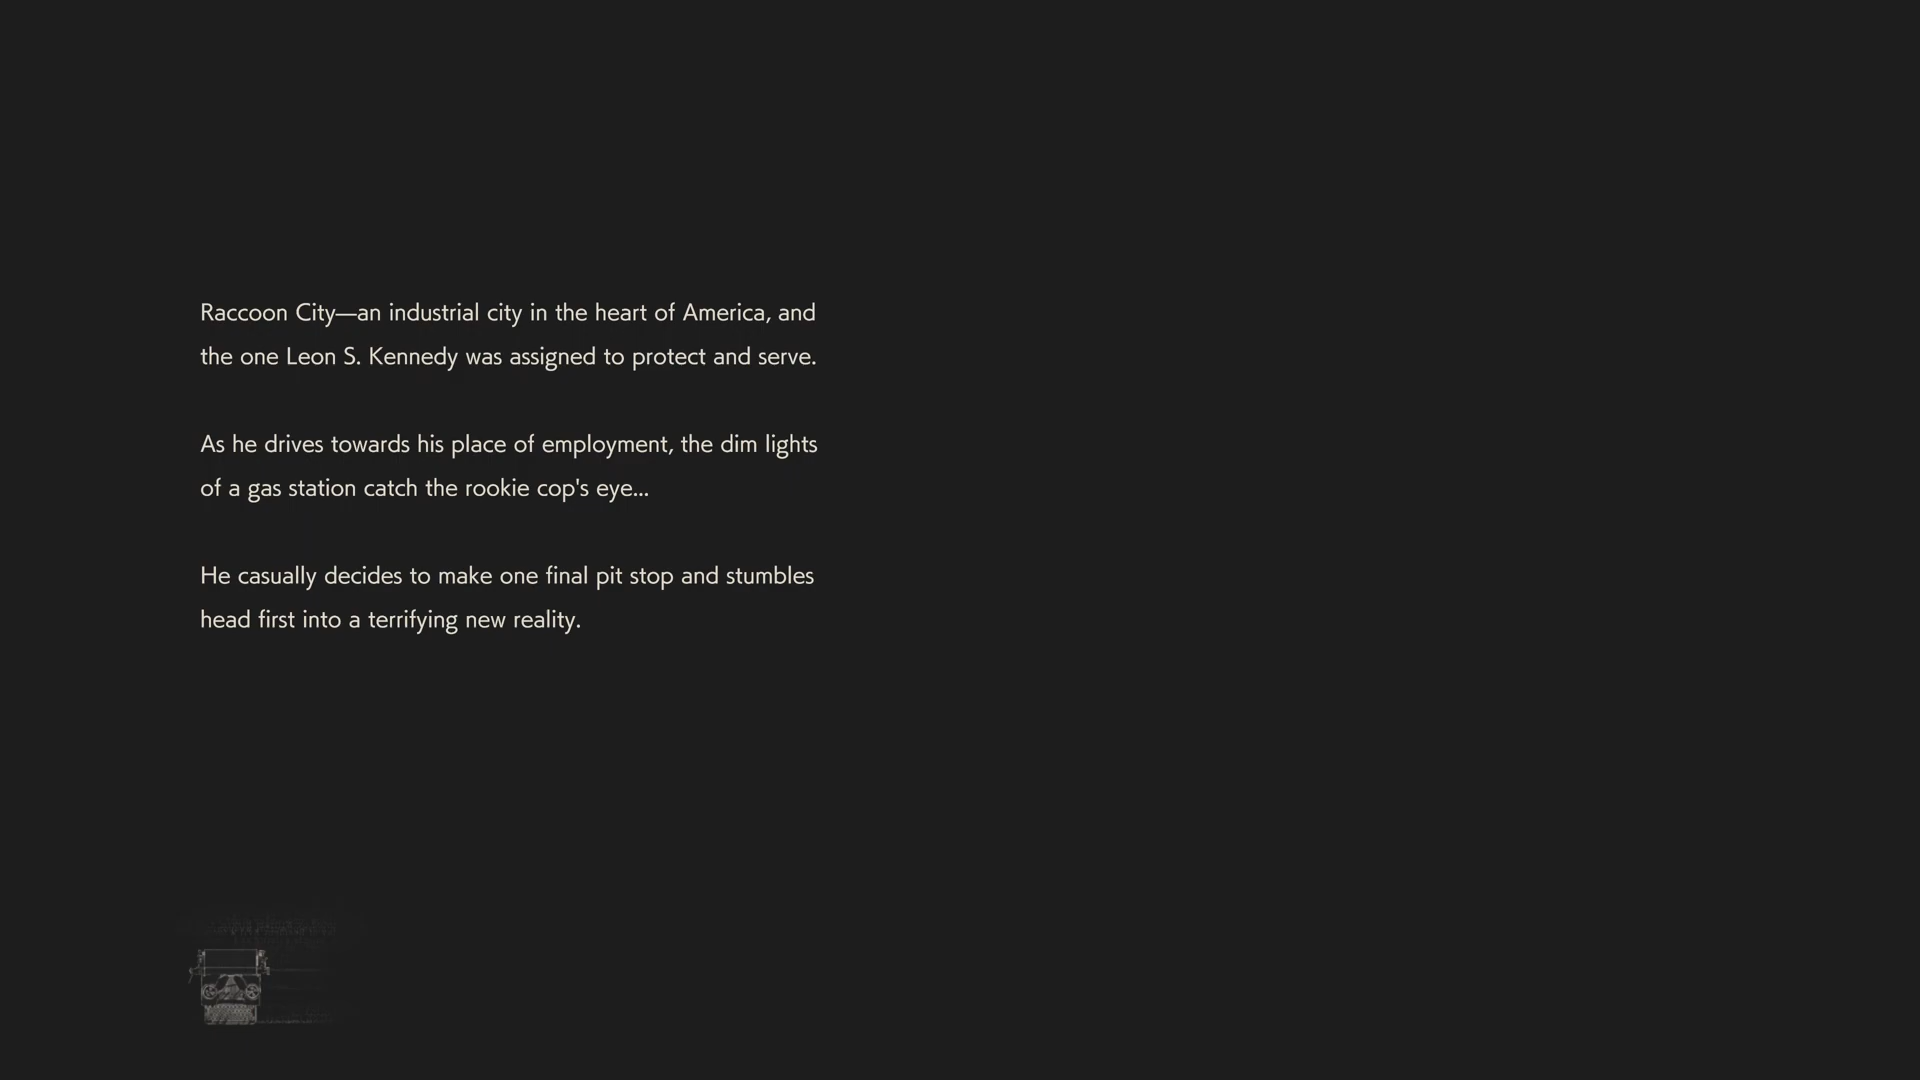 Raccoon City—an industrial city in the heart of America, and
the one Leon S. Kennedy was assigned to protect and serve.
As he drives towards his place of employment, the dim lights
of a gas station catch the rookie cop's eye...
He casually decides to make one final pit stop and stumbles
head first into a terrifying new reality.